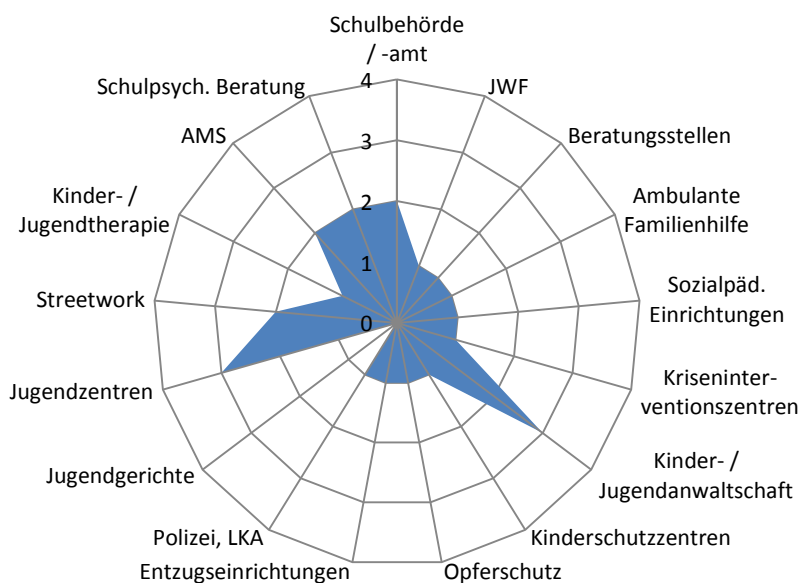 Schulbehörde
/ -amt
JWF
Beratungsstellen
Ambulante
Familienhilfe
Sozialpäd.
Einrichtungen
Kriseninter-
ventionszentren
Kinder- /
Jugendanwaltschaft
Kinderschutzzentren
Opferschutz
Entzugseinrichtungen
Polizei, LKA
Jugendgerichte
Jugendzentren
Streetwork
Kinder- /
Jugendtherapie
AMS
Schulpsych. Beratung
4
3
2
1
0